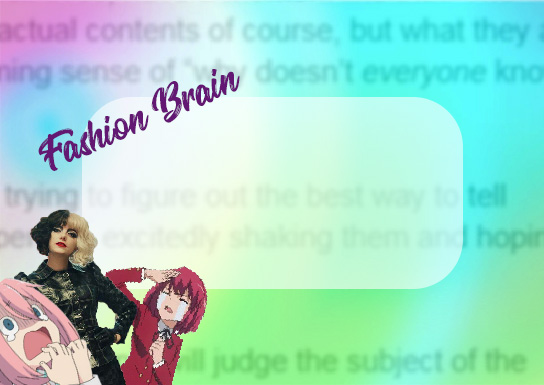 actual contents of course, but what they a
ning sense of "why doesn't everyone kno
Fashion Brain
trying to figure out the best way to tell
excitedly shaking them and hopin
will judge the subject of the